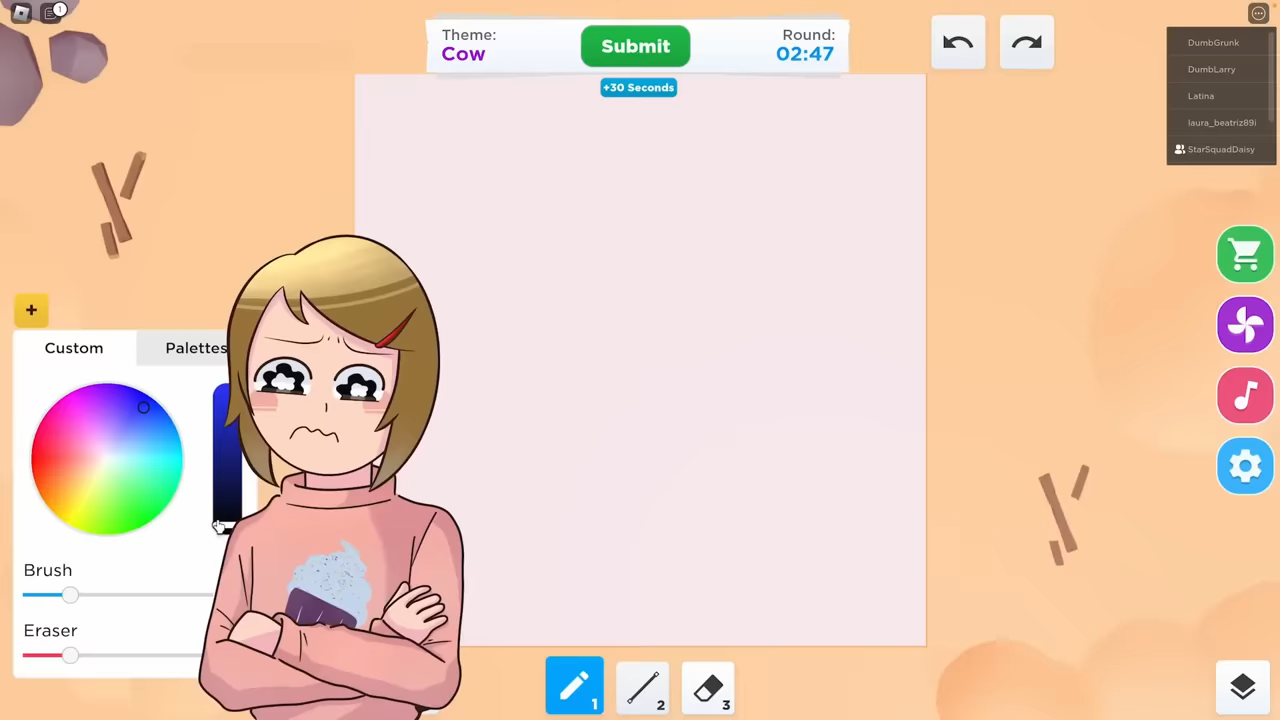 1
Theme:
Cow
Submit
Round:
02:47
+30 Seconds
DumbGrunk
DumbLarry
Latina
laura_beatriz89i
StarSquadDaisy
+
Custom
Palettes
Brush
Eraser
1
2
3